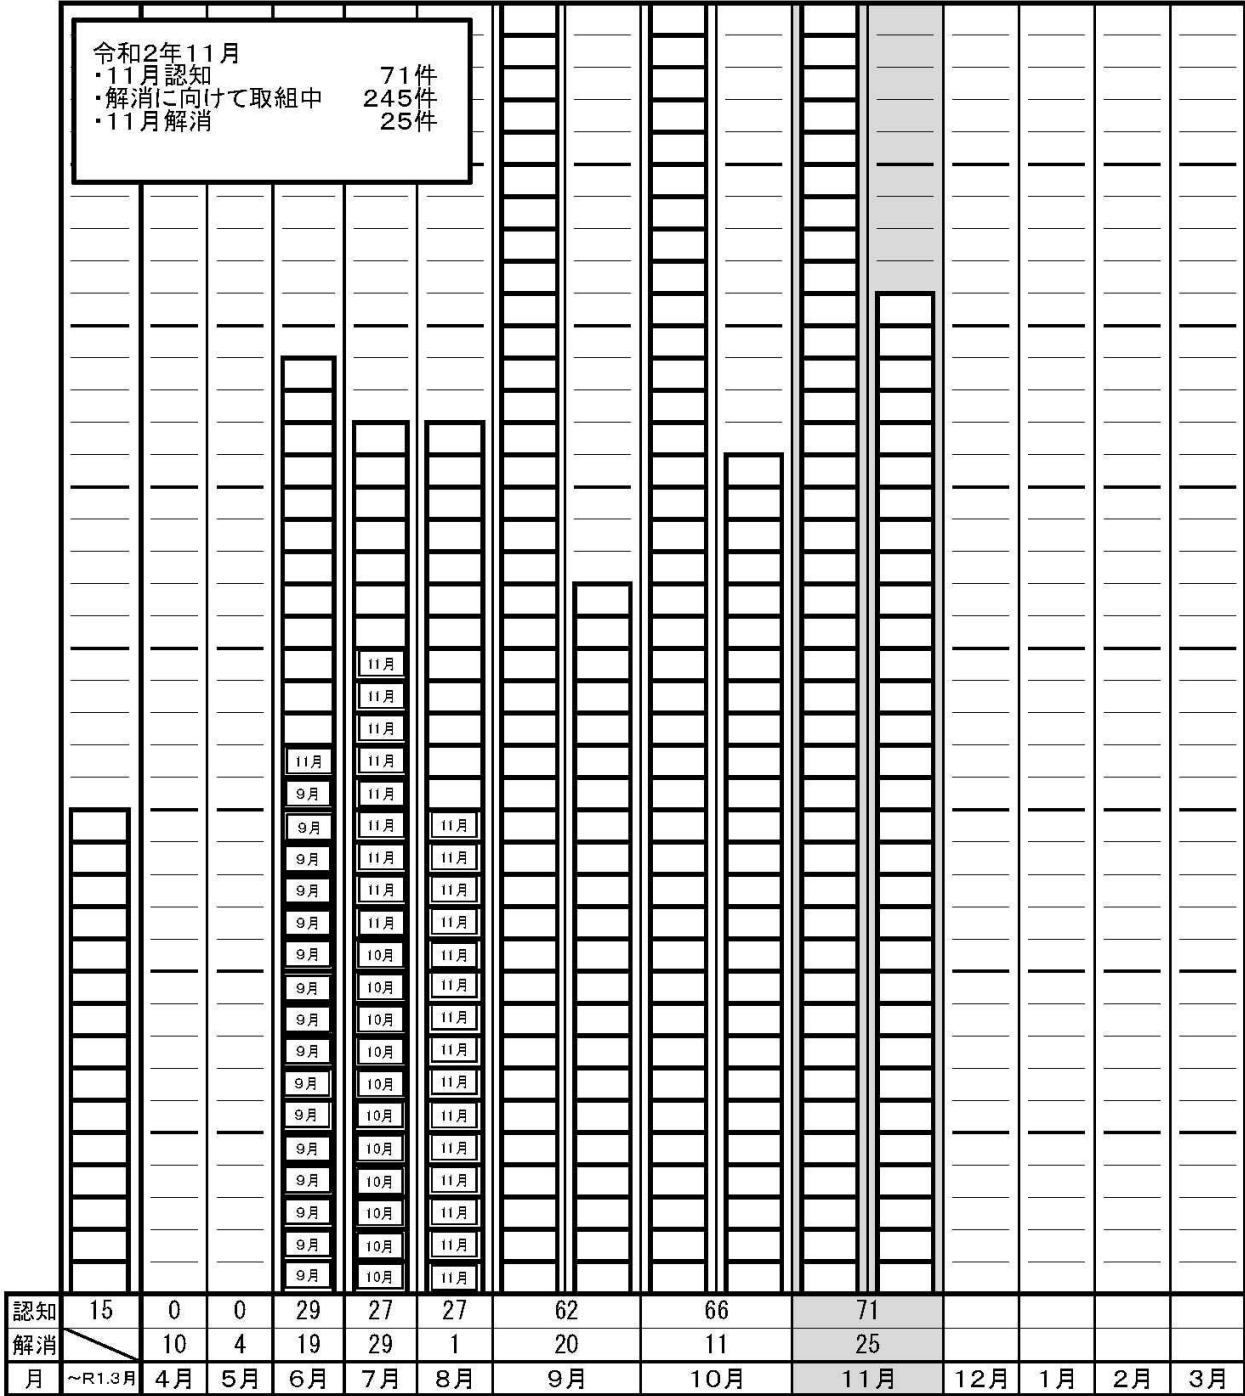 令和2年11月
・11月認知 71件
・解消に向けて取組中 245件
・11月解消 25件
11月
11月
11月
11月 11月
9月 11月
9月 11月 11月
9月 11月 11月
9月 11月 11月
9月 11月 11月
9月 10月 11月
9月 10月 11月
9月 10月 11月
9月 10月 11月
9月 10月 11月
9月 10月 11月
9月 10月 11月
9月 10月 11月
9月 10月 11月
9月 10月 11月
9月 10月 11月
認知 15 0 0 29 27 27 62 66 71
解消 10 4 19 29 1 20 11 25
月 ～R1.3月 4月 5月 6月 7月 8月 9月 10月 11月 12月 1月 2月 3月